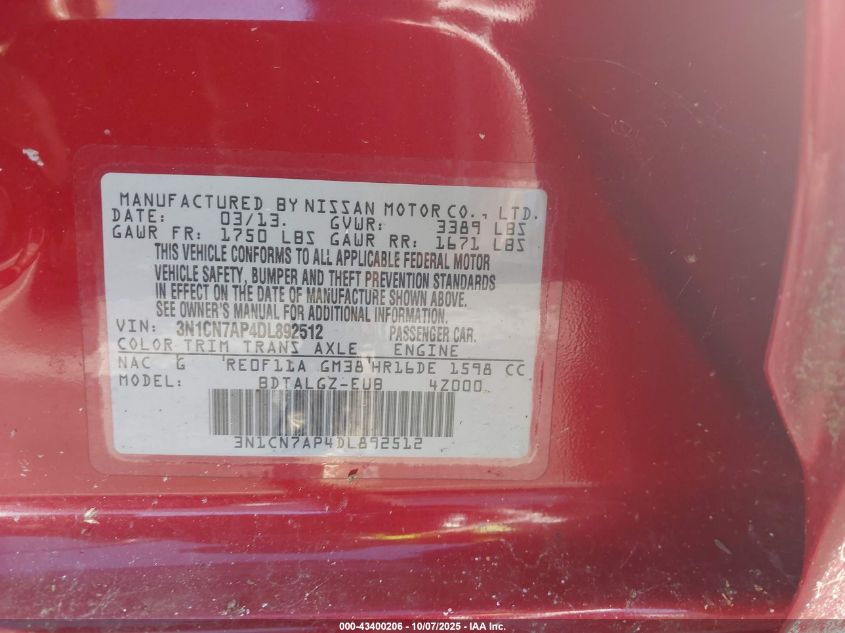 MANUFACTURED BY NISSAN MOTOR CO., LTD.
DATE: 03/13. GVWR: 3389 LBS
GAWR FR: 1750 LBS GAWR RR: 1671 LBS
THIS VEHICLE CONFORMS TO ALL APPLICABLE FEDERAL MOTOR
VEHICLE SAFETY, BUMPER AND THEFT PREVENTION STANDARDS
IN EFFECT ON THE DATE OF MANUFACTURE SHOWN ABOVE.
SEE OWNER'S MANUAL FOR ADDITIONAL INFORMATION.
VIN: 3N1CN7AP4DL892512 PASSENGER CAR.
COLOR TRIM TRANS AXLE ENGINE
NAC G RE0F11A GM38 HR16DE 1598 CC
MODEL: BDTALGZ-EUB 4Z000
3N1CN7AP4DL892512
000-43400206 - 10/07/2025 - IAA Inc.